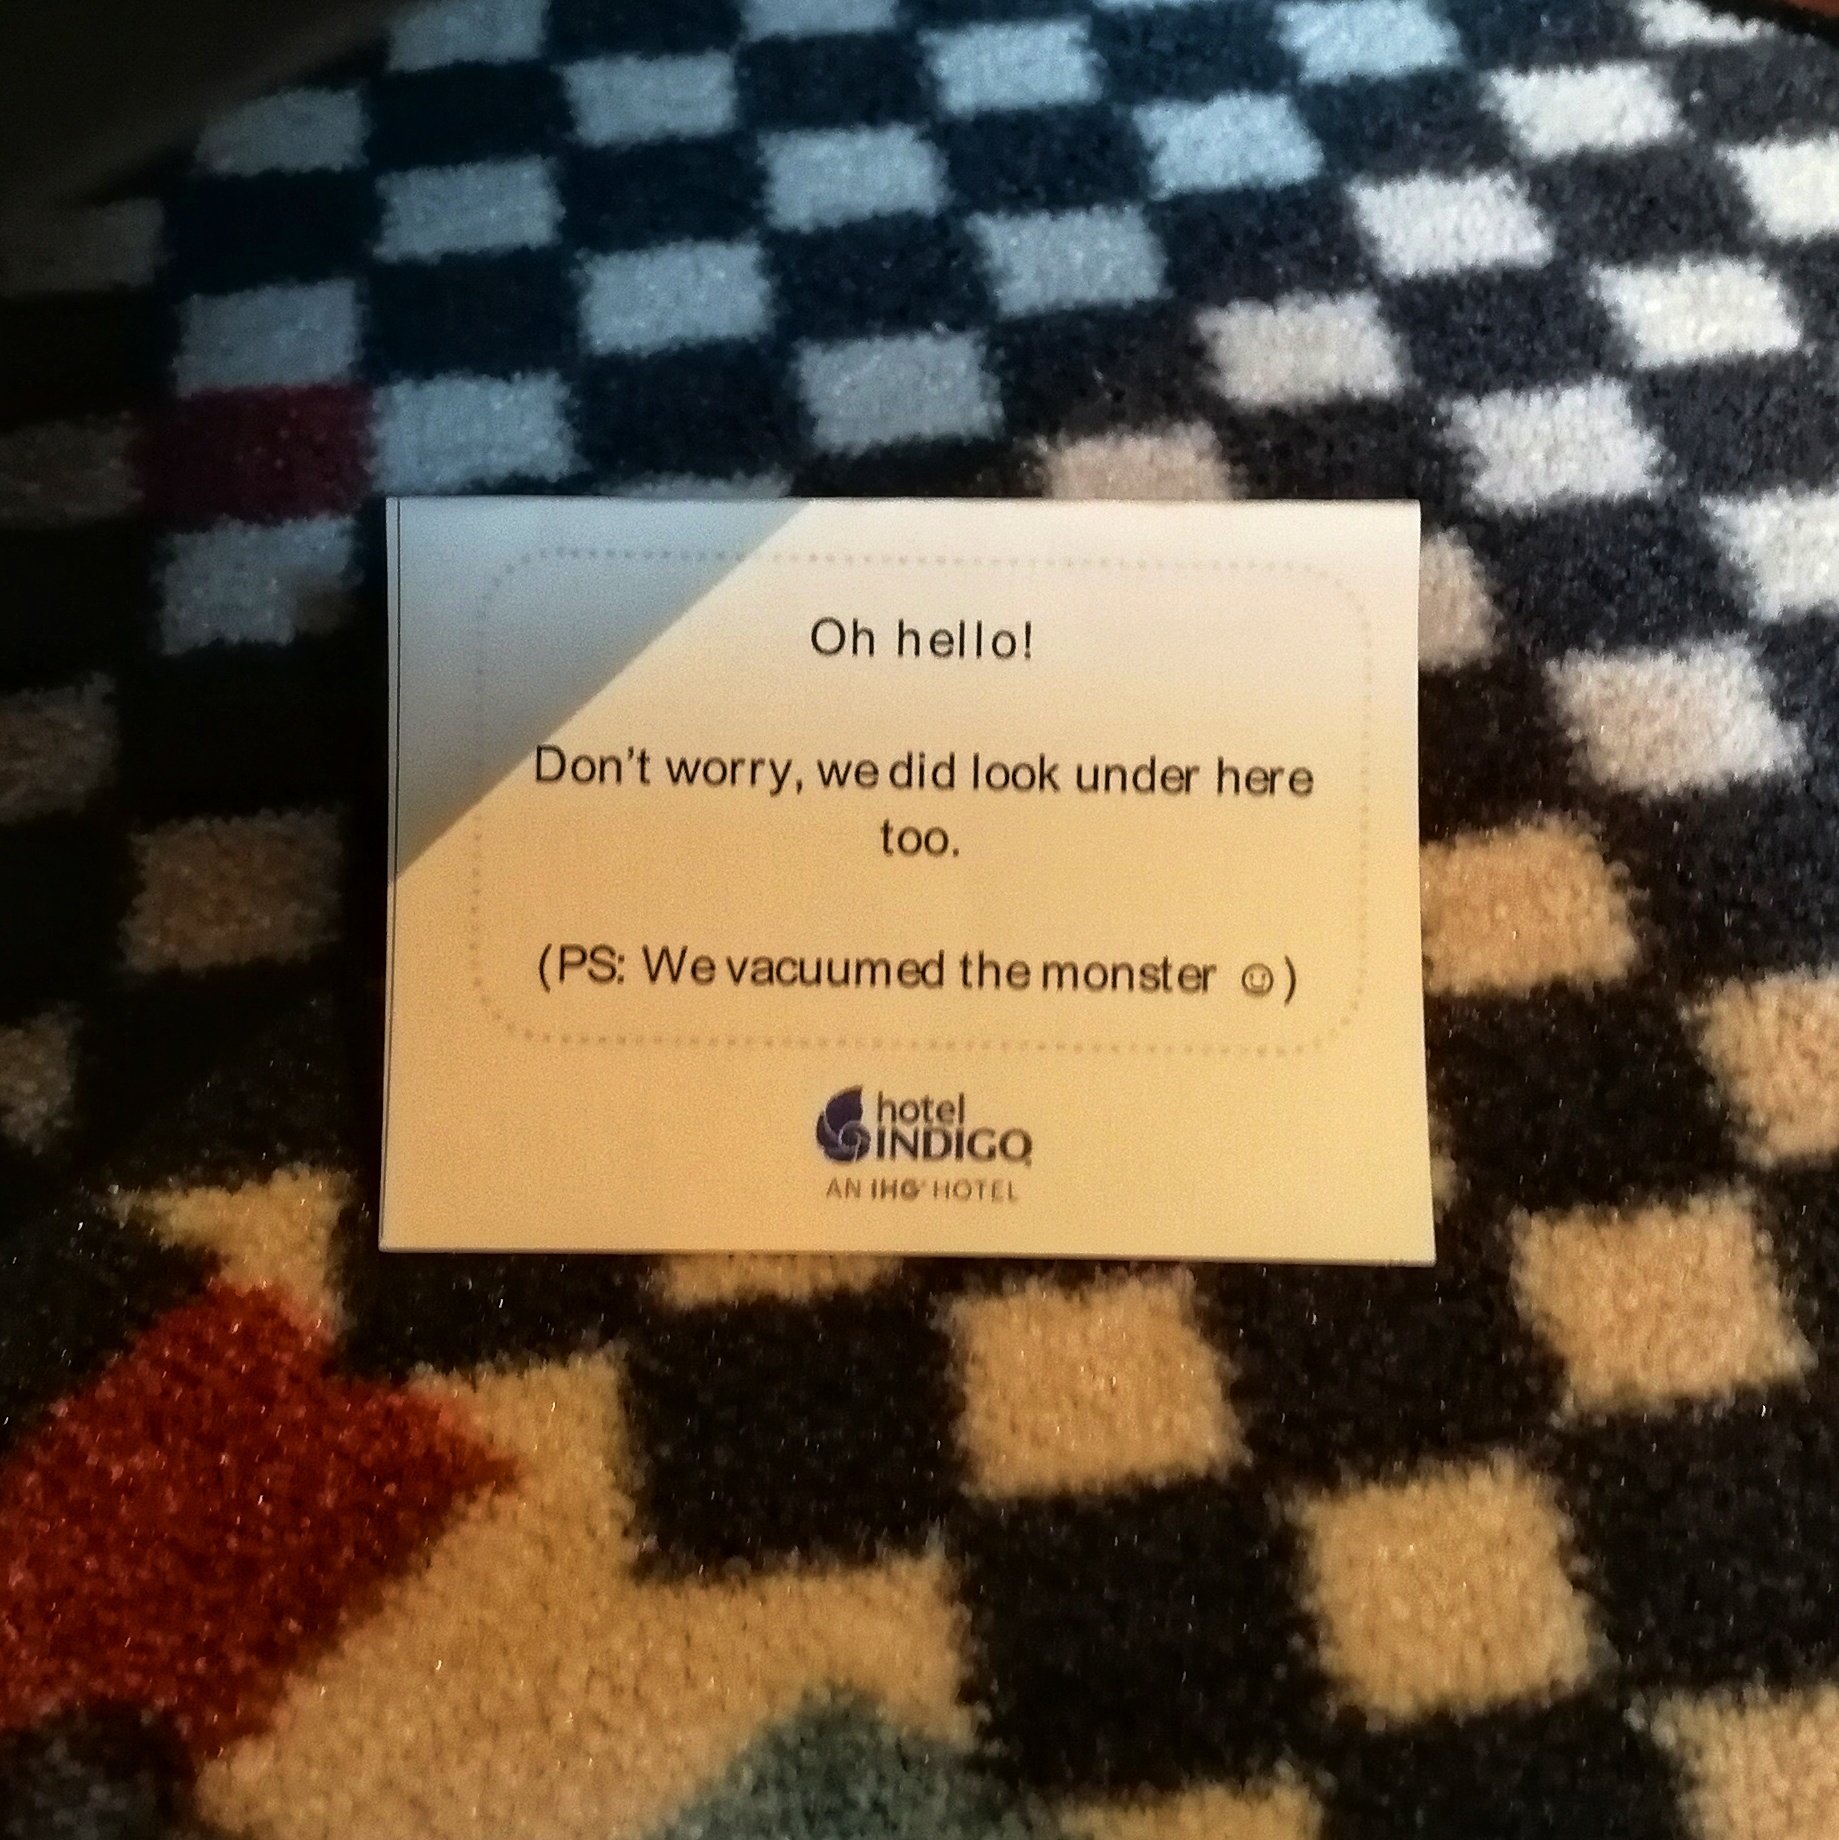 Oh hello!
Don't worry, we did look under here
too.
(PS: We vacuumed the monster ☺)
hotel
INDIGO
AN IHG® HOTEL